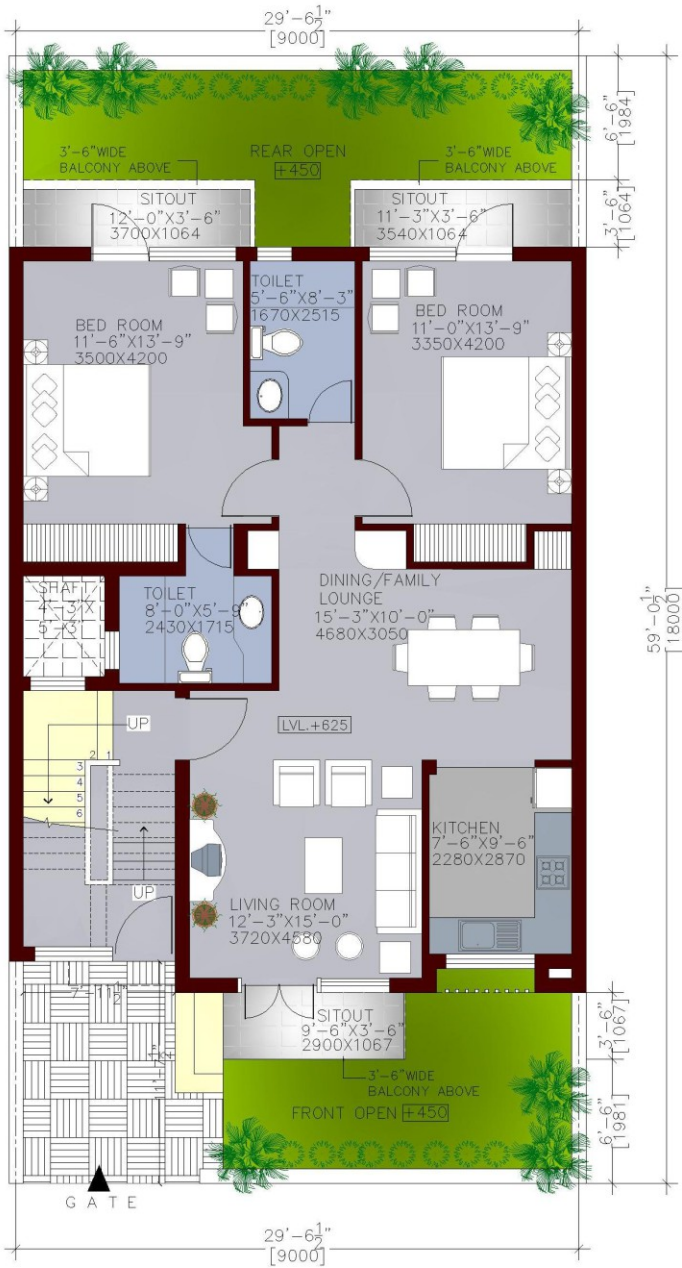 29'-6½"
[9000]
6'-6"
[1984]
3'-6"WIDE
BALCONY ABOVE
REAR OPEN
+450
3'-6"WIDE
BALCONY ABOVE
SITOUT
12'-0"X3'-6"
3700X1064
SITOUT
11'-3"X3'-6"
3540X1064
3'-6"
[1064]
TOILET
5'-6"X8'-3"
1670X2515
BED ROOM
11'-6"X13'-9"
3500X4200
BED ROOM
11'-0"X13'-9"
3350X4200
SHAFT
4'-3"X
5'-3"
TOILET
8'-0"X5'-9"
2430X1715
DINING/FAMILY
LOUNGE
15'-3"X10'-0"
4680X3050
59'-0½"
[18000]
UP
LVL.+625
2 1
3
4
5
6
UP
KITCHEN
7'-6"X9'-6"
2280X2870
LIVING ROOM
12'-3"X15'-0"
3720X4580
7'-11½"
SITOUT
9'-6"X3'-6"
2900X1067
3'-6"
[1067]
3'-6"WIDE
BALCONY ABOVE
FRONT OPEN +450
6'-6"
[1981]
GATE
29'-6½"
[9000]